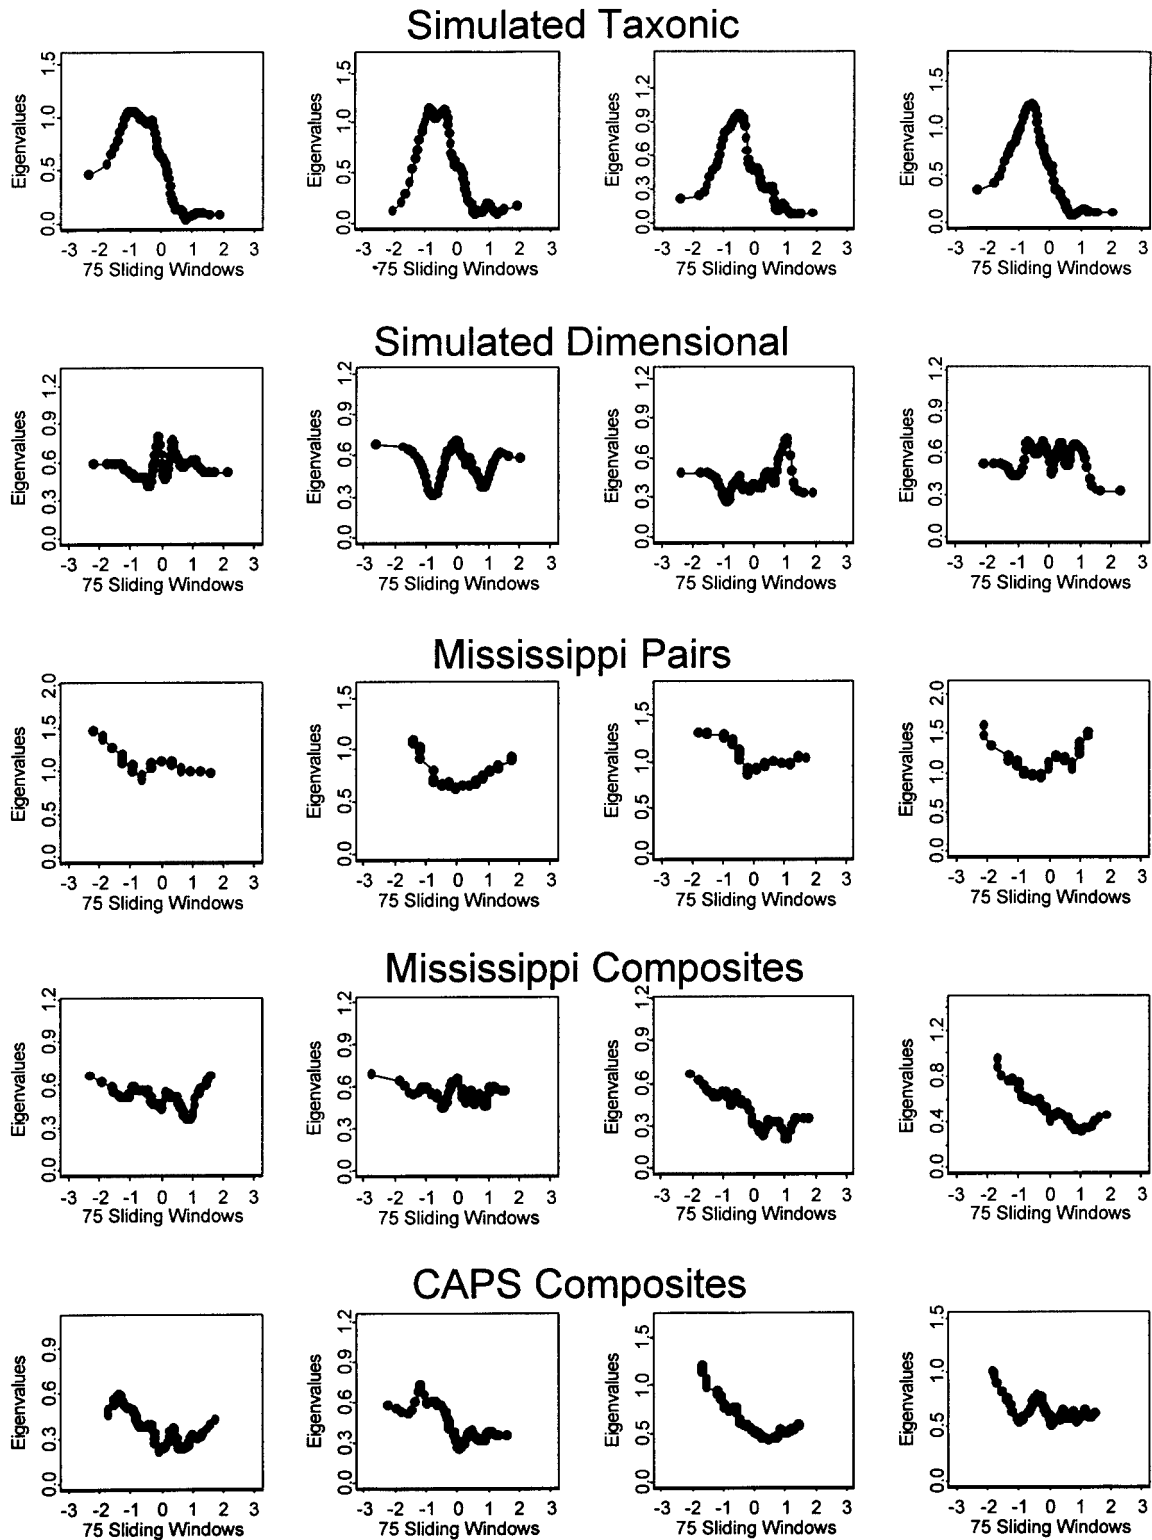 Simulated Taxonic
Eigenvalues
0.0 0.5 1.0 1.5
-3 -2 -1 0 1 2 3
75 Sliding Windows
Eigenvalues
0.0 0.5 1.0 1.5
-3 -2 -1 0 1 2 3
75 Sliding Windows
Eigenvalues
0.0 0.3 0.6 0.9 1.2
-3 -2 -1 0 1 2 3
75 Sliding Windows
Eigenvalues
0.0 0.5 1.0 1.5
-3 -2 -1 0 1 2 3
75 Sliding Windows
Simulated Dimensional
Eigenvalues
0.0 0.3 0.6 0.9 1.2
-3 -2 -1 0 1 2 3
75 Sliding Windows
Eigenvalues
0.0 0.3 0.6 0.9 1.2
-3 -2 -1 0 1 2 3
75 Sliding Windows
Eigenvalues
0.0 0.3 0.6 0.9 1.2
-3 -2 -1 0 1 2 3
75 Sliding Windows
Eigenvalues
0.0 0.3 0.6 0.9 1.2
-3 -2 -1 0 1 2 3
75 Sliding Windows
Mississippi Pairs
Eigenvalues
0.0 0.5 1.0 1.5 2.0
-3 -2 -1 0 1 2 3
75 Sliding Windows
Eigenvalues
0.0 0.5 1.0 1.5
-3 -2 -1 0 1 2 3
75 Sliding Windows
Eigenvalues
0.0 0.5 1.0 1.5
-3 -2 -1 0 1 2 3
75 Sliding Windows
Eigenvalues
0.0 0.5 1.0 1.5 2.0
-3 -2 -1 0 1 2 3
75 Sliding Windows
Mississippi Composites
Eigenvalues
0.0 0.3 0.6 0.9 1.2
-3 -2 -1 0 1 2 3
75 Sliding Windows
Eigenvalues
0.0 0.3 0.6 0.9 1.2
-3 -2 -1 0 1 2 3
75 Sliding Windows
Eigenvalues
0.0 0.3 0.6 0.9 1.2
-3 -2 -1 0 1 2 3
75 Sliding Windows
Eigenvalues
0.0 0.4 0.8 1.2
-3 -2 -1 0 1 2 3
75 Sliding Windows
CAPS Composites
Eigenvalues
0.0 0.3 0.6 0.9
-3 -2 -1 0 1 2 3
75 Sliding Windows
Eigenvalues
0.0 0.3 0.6 0.9 1.2
-3 -2 -1 0 1 2 3
75 Sliding Windows
Eigenvalues
0.0 0.5 1.0 1.5
-3 -2 -1 0 1 2 3
75 Sliding Windows
Eigenvalues
0.0 0.5 1.0 1.5
-3 -2 -1 0 1 2 3
75 Sliding Windows